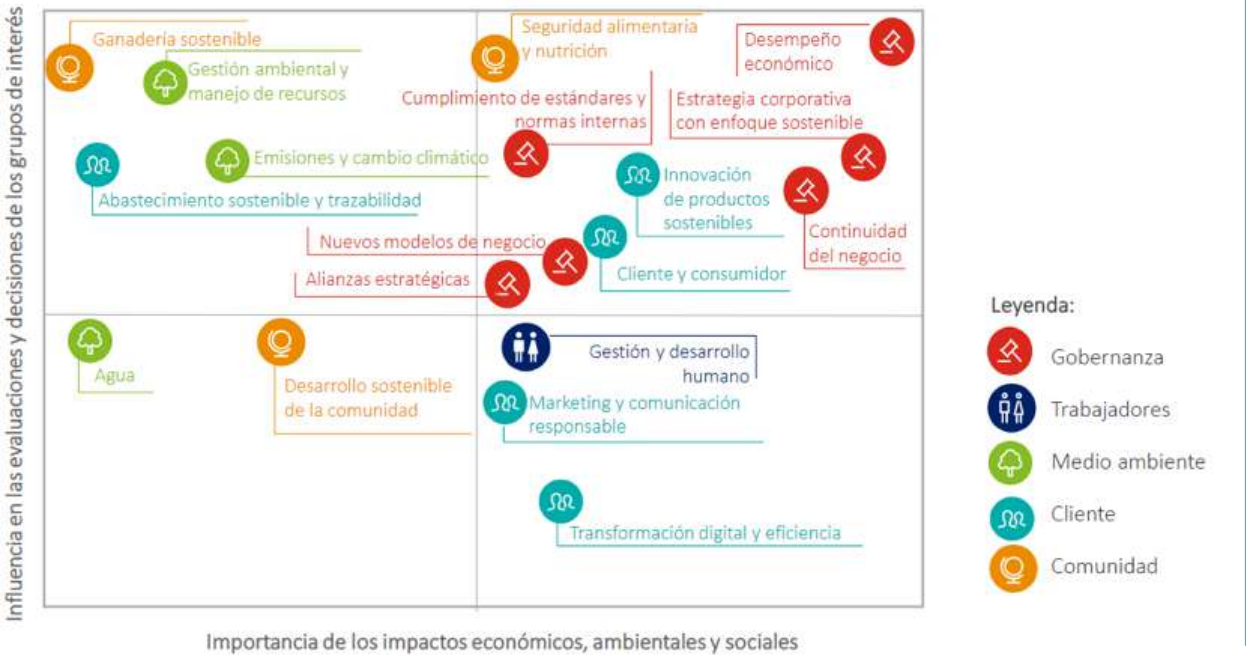 Influencia en las evaluaciones y decisiones de los grupos de interés
Ganadería sostenible
Gestión ambiental y
manejo de recursos
Seguridad alimentaria
y nutrición
Desempeño
económico
Cumplimiento de estándares y
normas internas
Estrategia corporativa
con enfoque sostenible
Emisiones y cambio climático
Abastecimiento sostenible y trazabilidad
Innovación
de productos
sostenibles
Nuevos modelos de negocio
Alianzas estratégicas
Cliente y consumidor
Continuidad
del negocio
Agua
Desarrollo sostenible
de la comunidad
Gestión y desarrollo
humano
Marketing y comunicación
responsable
Transformación digital y eficiencia
Leyenda:
Gobernanza
Trabajadores
Medio ambiente
Cliente
Comunidad
Importancia de los impactos económicos, ambientales y sociales